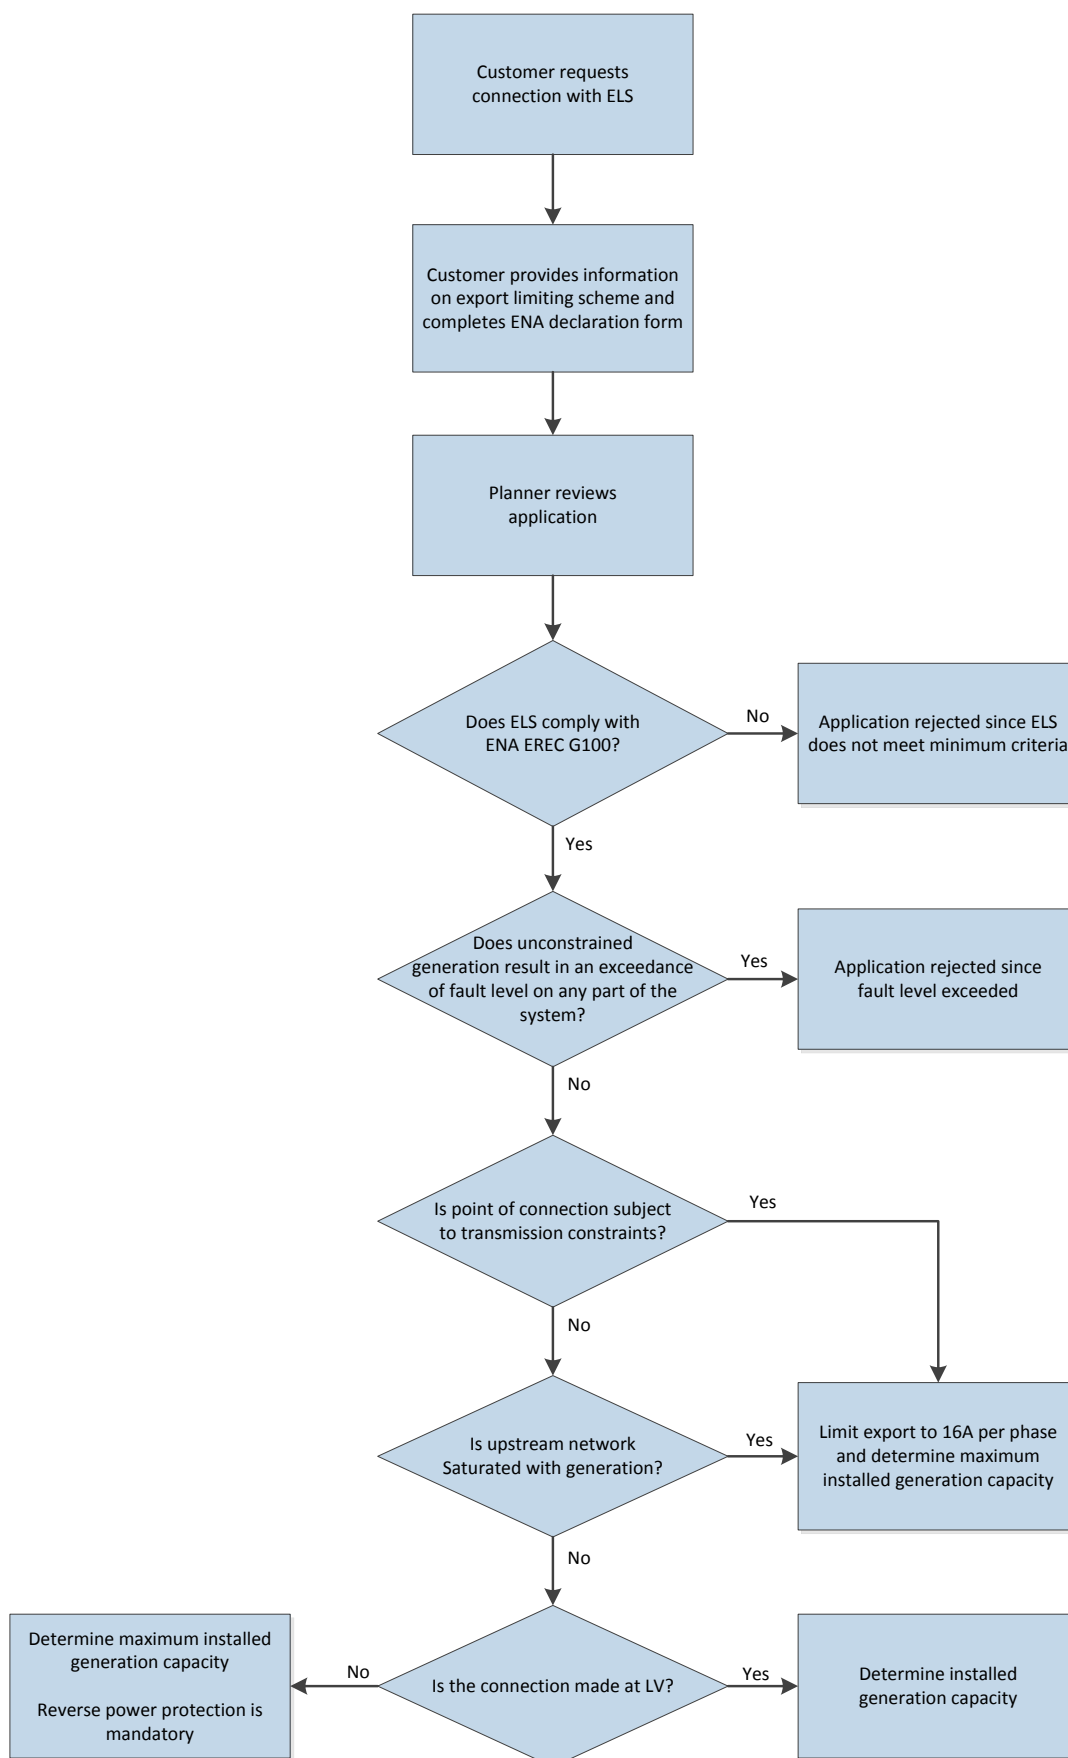 Customer requests
connection with ELS
Customer provides information
on export limiting scheme and
completes ENA declaration form
Planner reviews
application
Does ELS comply with
ENA EREC G100?
No
Application rejected since ELS
does not meet minimum criteria
Yes
Does unconstrained
generation result in an exceedance
of fault level on any part of the
system?
Yes
Application rejected since
fault level exceeded
No
Is point of connection subject
to transmission constraints?
Yes
No
Is upstream network
Saturated with generation?
Yes
Limit export to 16A per phase
and determine maximum
installed generation capacity
No
Determine maximum installed
generation capacity
Reverse power protection is
mandatory
No
Is the connection made at LV?
Yes
Determine installed
generation capacity